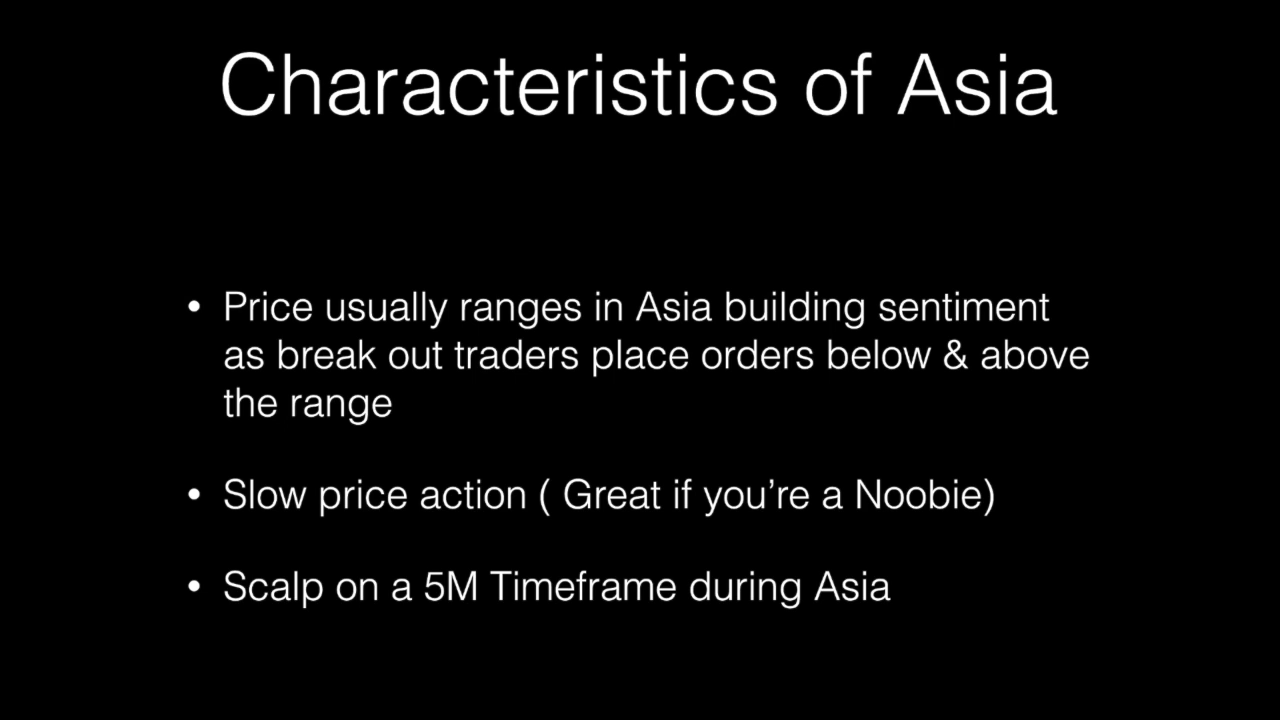 Characteristics of Asia
• Price usually ranges in Asia building sentiment
as break out traders place orders below & above
the range
• Slow price action ( Great if you’re a Noobie)
• Scalp on a 5M Timeframe during Asia